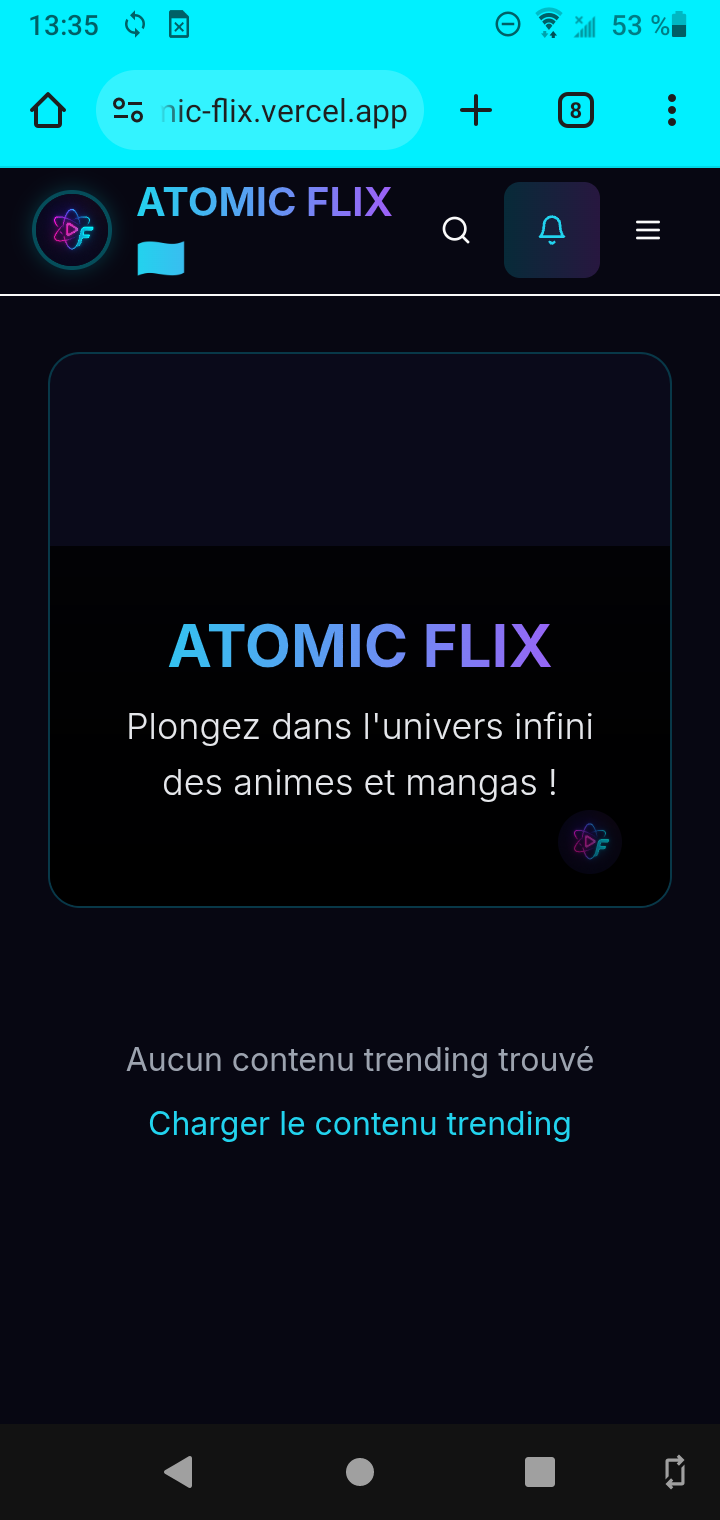 13:35 53 %
nic-flix.vercel.app 8
ATOMIC FLIX
ATOMIC FLIX
Plongez dans l'univers infini
des animes et mangas !
Aucun contenu trending trouvé
Charger le contenu trending